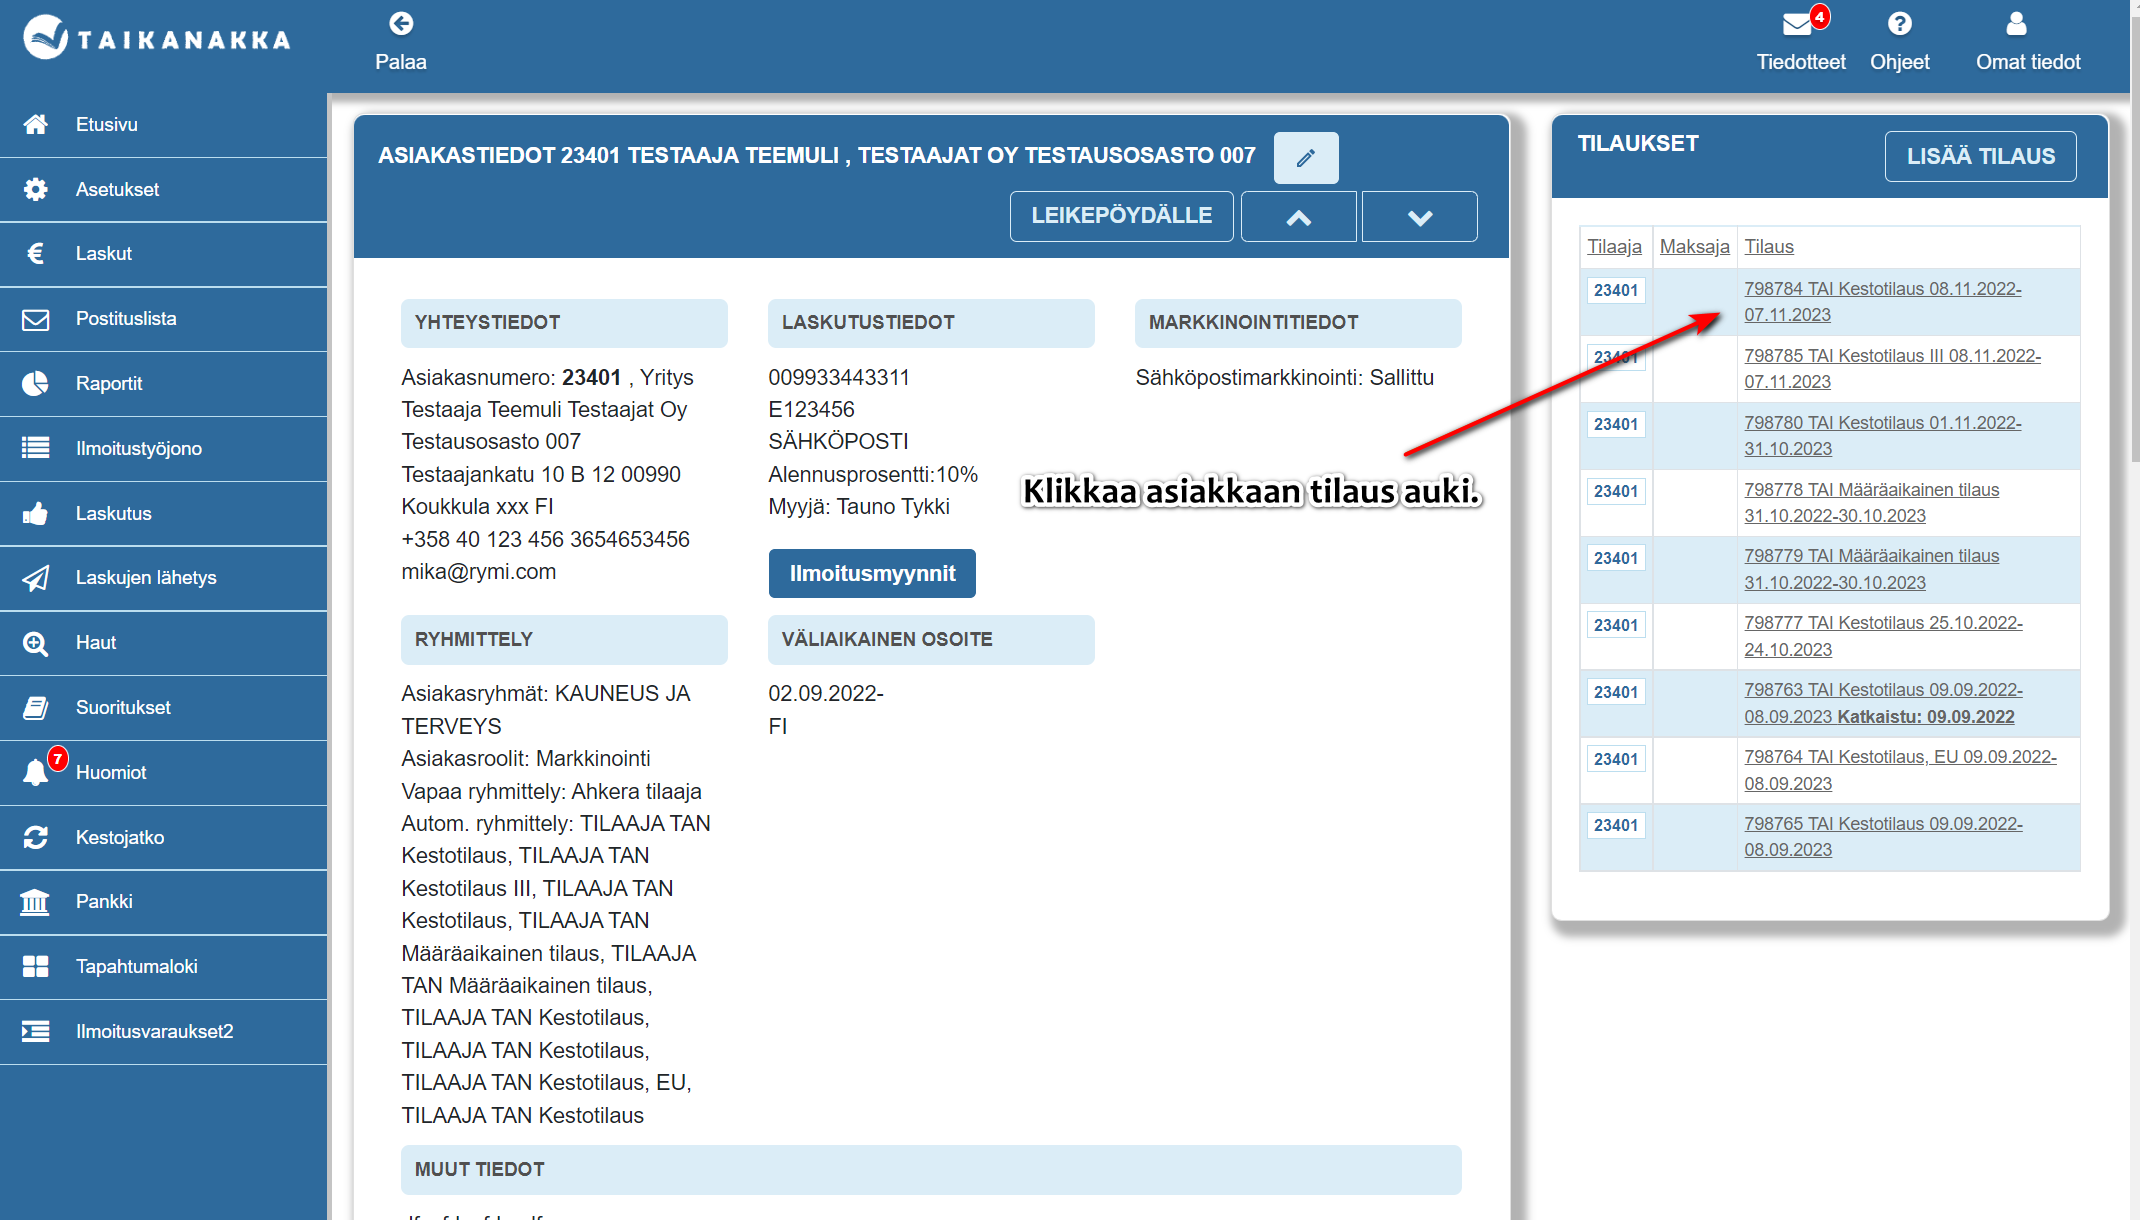 TAIKANAKKA
Palaa
4
Tiedotteet
Ohjeet
Omat tiedot
Etusivu
Asetukset
Laskut
Postituslista
Raportit
Ilmoitustyöjono
Laskutus
Laskujen lähetys
Haut
Suoritukset
7
Huomiot
Kestojatko
Pankki
Tapahtumaloki
Ilmoitusvaraukset2
ASIAKASTIEDOT 23401 TESTAAJA TEEMULI , TESTAAJAT OY TESTAUSOSASTO 007
LEIKEPÖYDÄLLE
YHTEYSTIEDOT
Asiakasnumero: 23401 , Yritys
Testaaja Teemuli Testaajat Oy
Testausosasto 007
Testaajankatu 10 B 12 00990
Koukkula xxx FI
+358 40 123 456 3654653456
mika@rymi.com
LASKUTUSTIEDOT
009933443311
E123456
SÄHKÖPOSTI
Alennusprosentti:10%
Myyjä: Tauno Tykki
Ilmoitusmyynnit
MARKKINOINTITIEDOT
Sähköpostimarkkinointi: Sallittu
Klikkaa asiakkaan tilaus auki.
RYHMITTELY
Asiakasryhmät: KAUNEUS JA
TERVEYS
Asiakasroolit: Markkinointi
Vapaa ryhmittely: Ahkera tilaaja
Autom. ryhmittely: TILAAJA TAN
Kestotilaus, TILAAJA TAN
Kestotilaus III, TILAAJA TAN
Kestotilaus, TILAAJA TAN
Määräaikainen tilaus, TILAAJA
TAN Määräaikainen tilaus,
TILAAJA TAN Kestotilaus,
TILAAJA TAN Kestotilaus,
TILAAJA TAN Kestotilaus, EU,
TILAAJA TAN Kestotilaus
VÄLIAIKAINEN OSOITE
02.09.2022-
FI
MUUT TIEDOT
TILAUKSET
LISÄÄ TILAUS
Tilaaja Maksaja Tilaus
23401 798784 TAI Kestotilaus 08.11.2022-
07.11.2023
23401 798785 TAI Kestotilaus III 08.11.2022-
07.11.2023
23401 798780 TAI Kestotilaus 01.11.2022-
31.10.2023
23401 798778 TAI Määräaikainen tilaus
31.10.2022-30.10.2023
23401 798779 TAI Määräaikainen tilaus
31.10.2022-30.10.2023
23401 798777 TAI Kestotilaus 25.10.2022-
24.10.2023
23401 798763 TAI Kestotilaus 09.09.2022-
08.09.2023 Katkaistu: 09.09.2022
23401 798764 TAI Kestotilaus, EU 09.09.2022-
08.09.2023
23401 798765 TAI Kestotilaus 09.09.2022-
08.09.2023